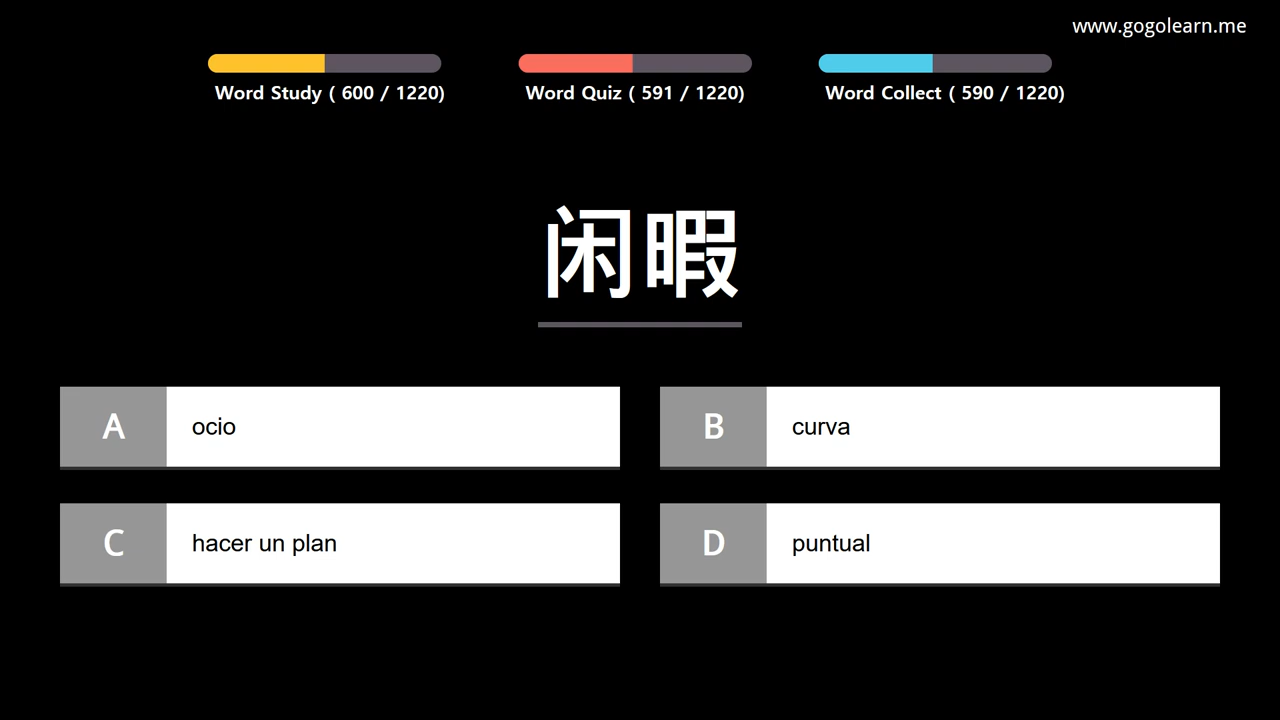 www.gogolearn.me
Word Study ( 600 / 1220)
Word Quiz ( 591 / 1220)
Word Collect ( 590 / 1220)
闲暇
A
ocio
B
curva
C
hacer un plan
D
puntual